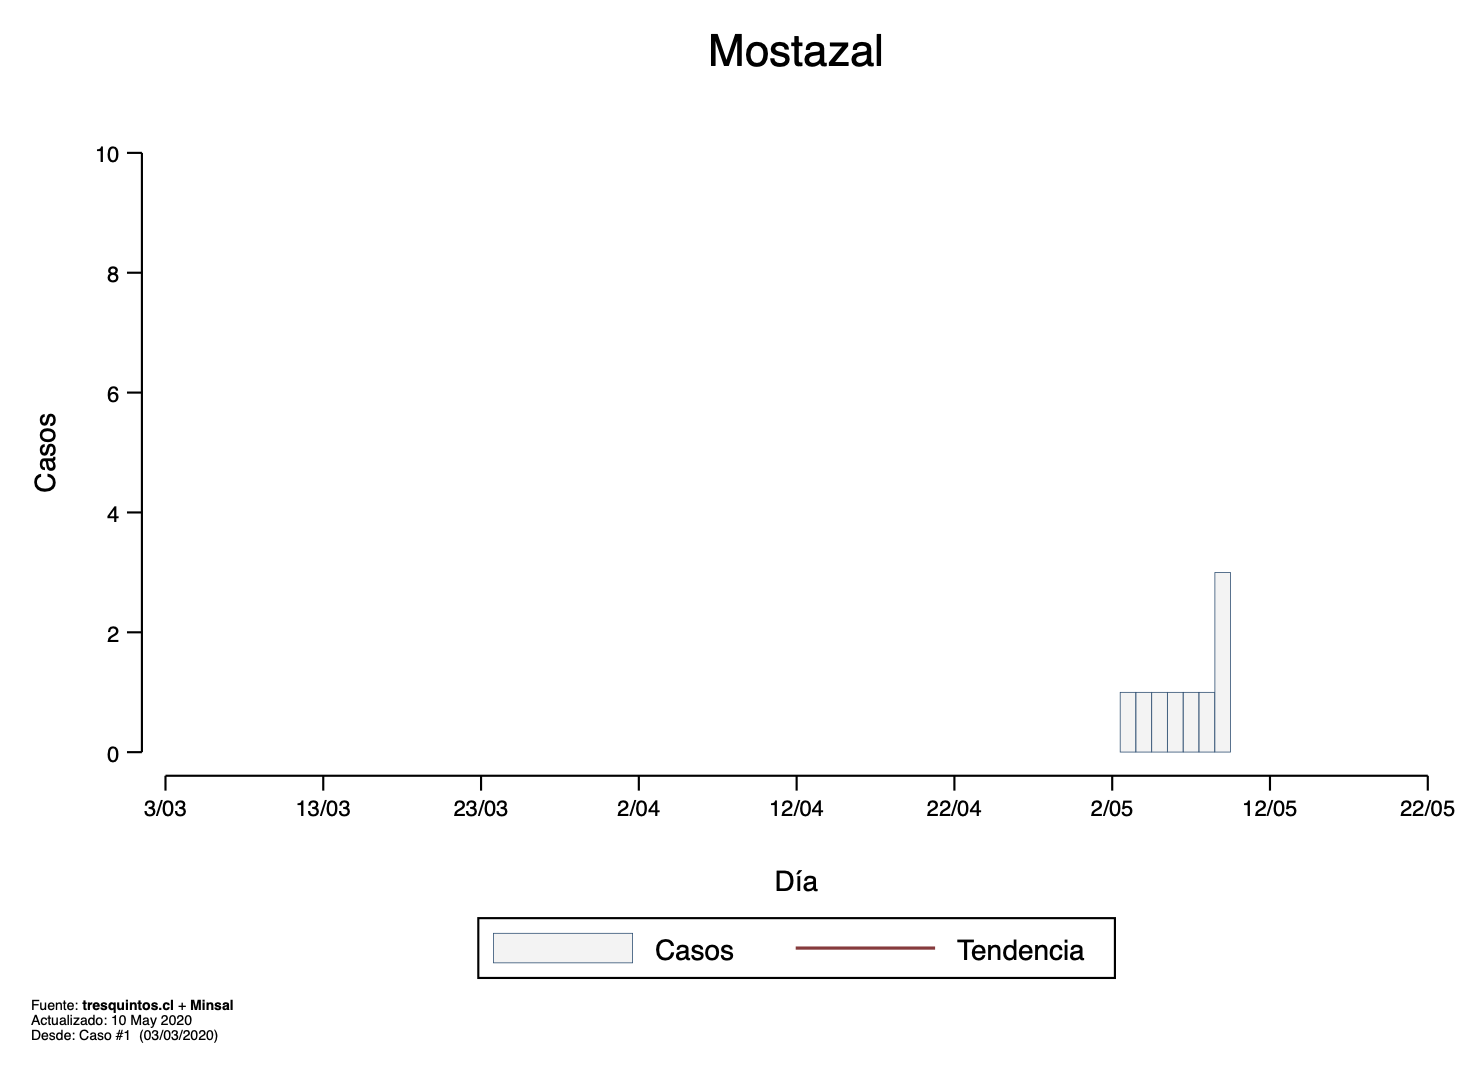 Mostazal
10
8
6
4
2
0
Casos
3/03 13/03 23/03 2/04 12/04 22/04 2/05 12/05 22/05
Día
Casos Tendencia
Fuente: tresquintos.cl + Minsal
Actualizado: 10 May 2020
Desde: Caso #1 (03/03/2020)